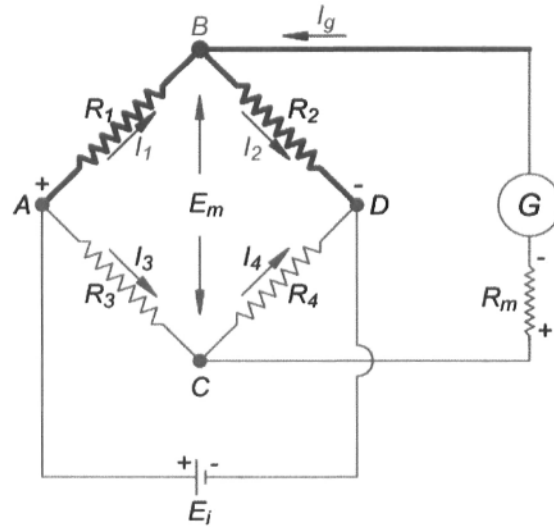 I_g
B
R_1
R_2
I_1
I_2
+
-
A
E_m
D
G
I_3
I_4
-
R_3
R_4
R_m
+
C
+
-
E_i